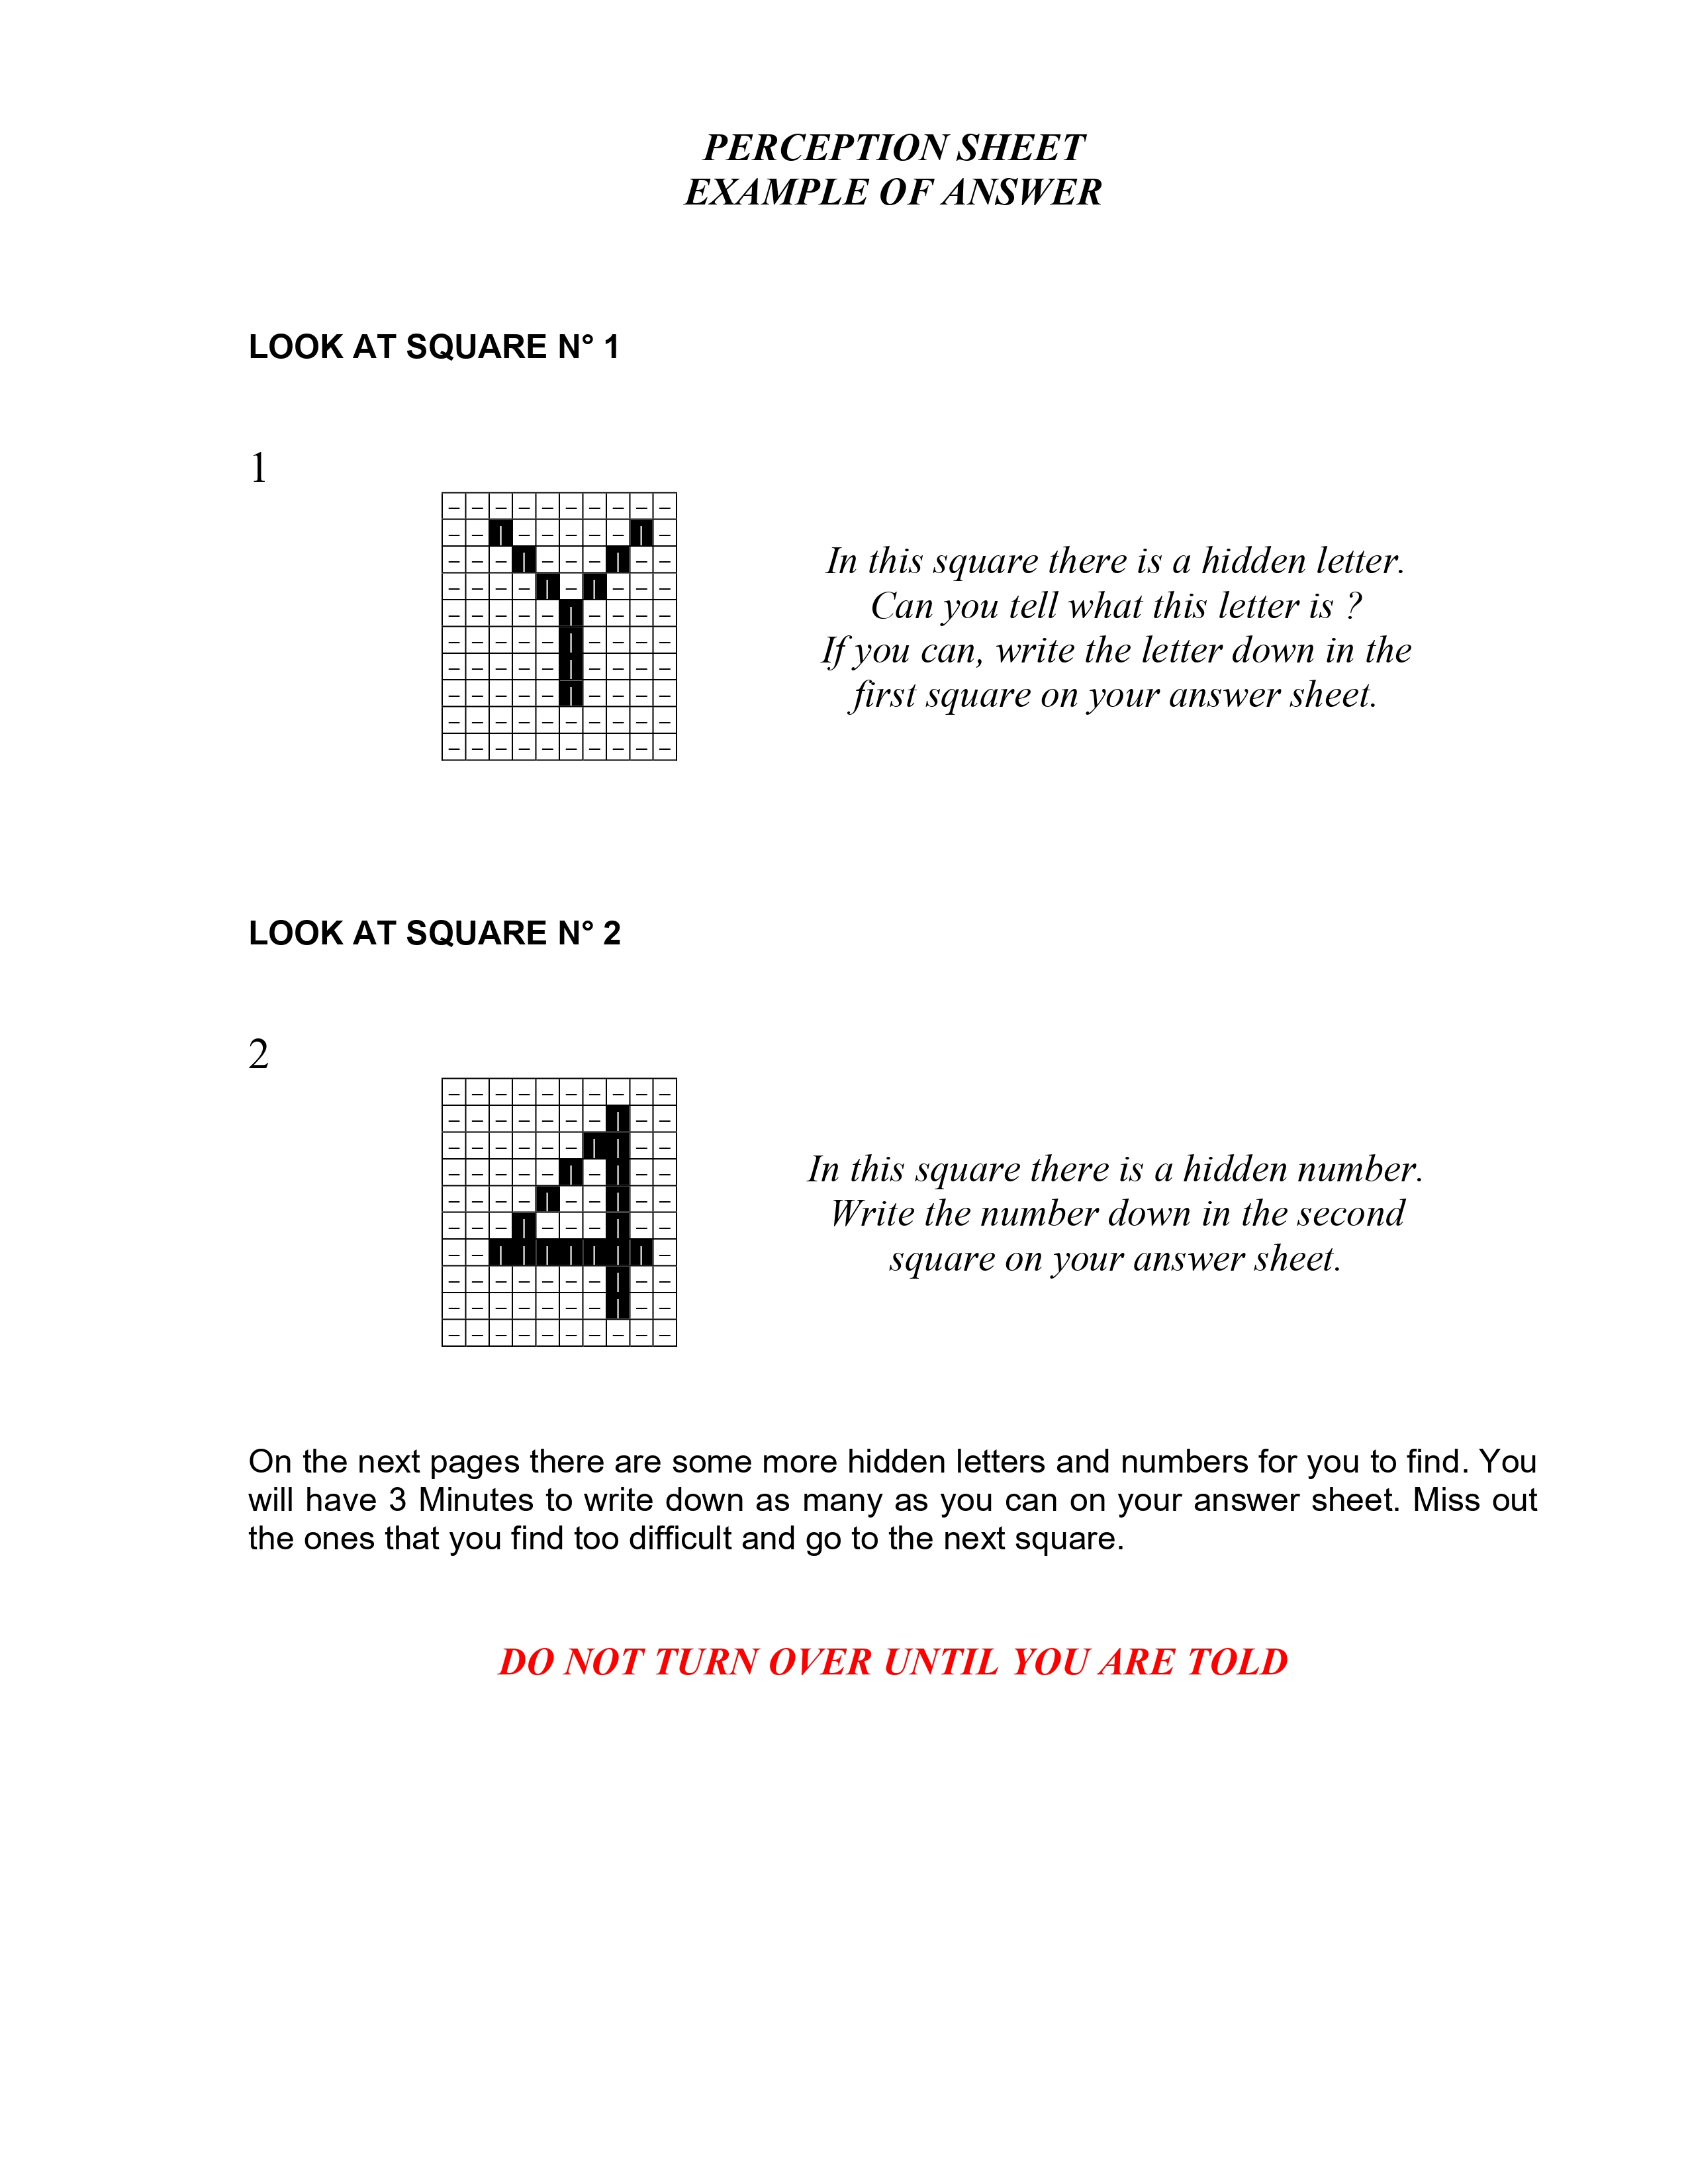 PERCEPTION SHEET
EXAMPLE OF ANSWER
LOOK AT SQUARE N° 1
1
In this square there is a hidden letter.
Can you tell what this letter is ?
If you can, write the letter down in the
first square on your answer sheet.
LOOK AT SQUARE N° 2
2
In this square there is a hidden number.
Write the number down in the second
square on your answer sheet.
On the next pages there are some more hidden letters and numbers for you to find. You
will have 3 Minutes to write down as many as you can on your answer sheet. Miss out
the ones that you find too difficult and go to the next square.
DO NOT TURN OVER UNTIL YOU ARE TOLD